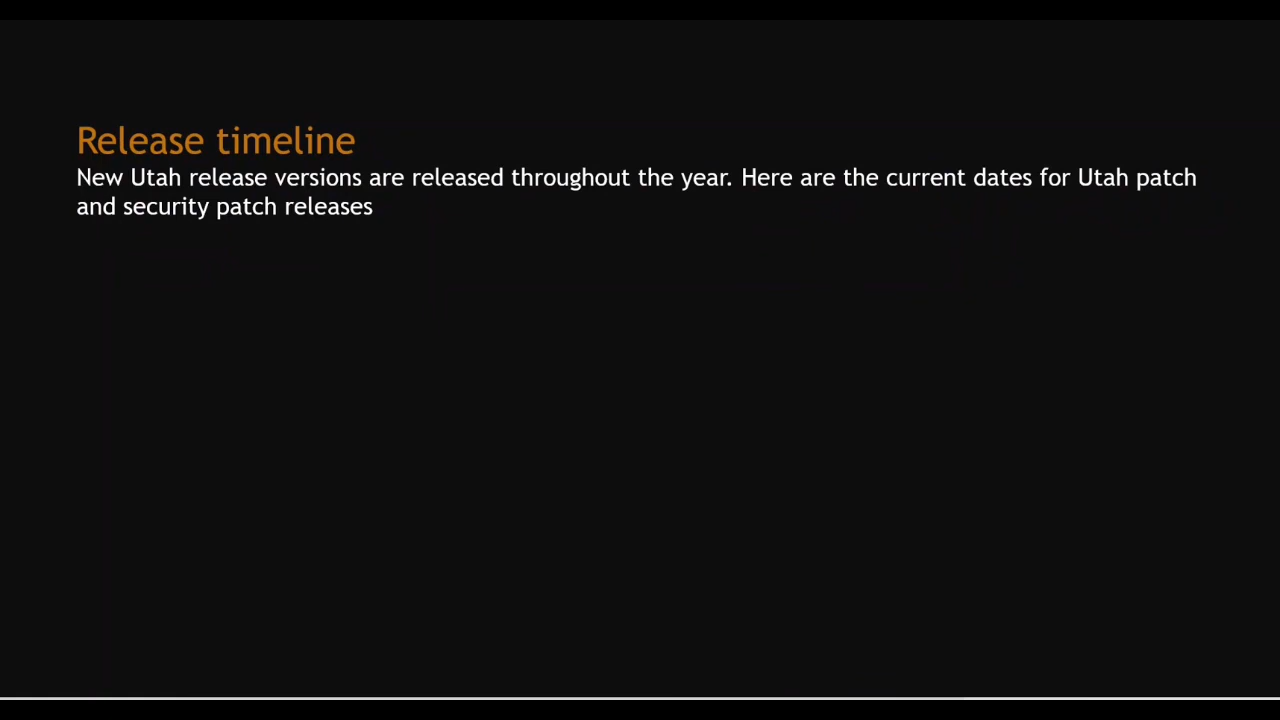 Release timeline
New Utah release versions are released throughout the year. Here are the current dates for Utah patch
and security patch releases